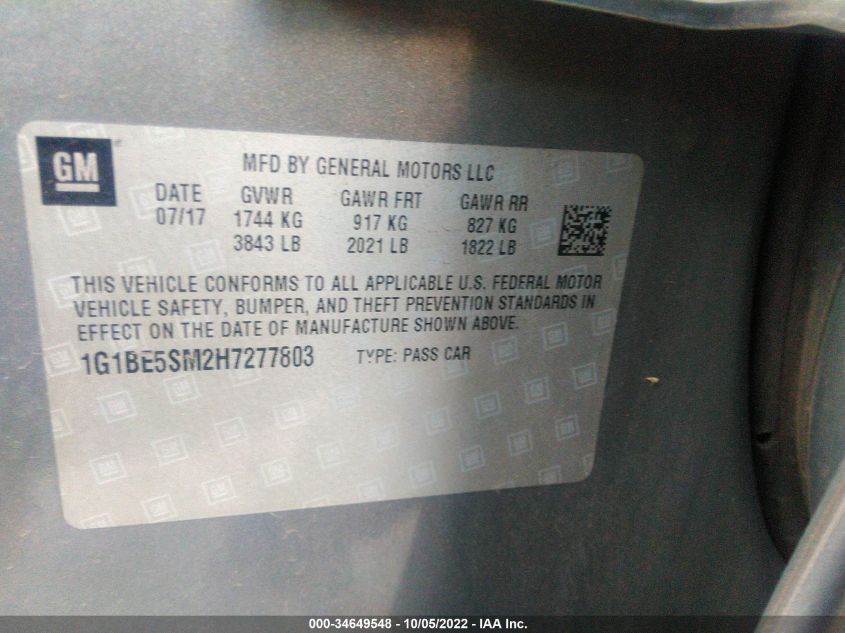 GM
MFD BY GENERAL MOTORS LLC
DATE GVWR GAWR FRT GAWR RR
07/17 1744 KG 917 KG 827 KG
3843 LB 2021 LB 1822 LB
THIS VEHICLE CONFORMS TO ALL APPLICABLE U.S. FEDERAL MOTOR
VEHICLE SAFETY, BUMPER, AND THEFT PREVENTION STANDARDS IN
EFFECT ON THE DATE OF MANUFACTURE SHOWN ABOVE.
1G1BE5SM2H7277803 TYPE: PASS CAR
000-34649548 - 10/05/2022 - IAA Inc.